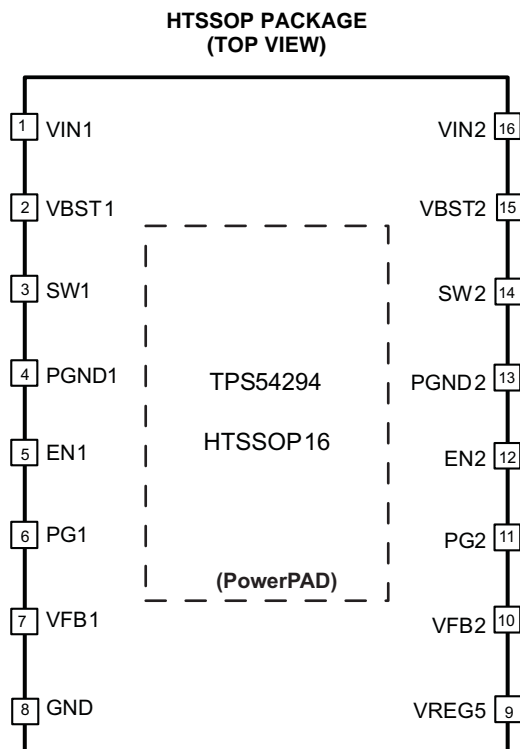 HTSSOP PACKAGE
(TOP VIEW)
1 VIN1 VIN2 16
2 VBST1 VBST2 15
3 SW1 SW2 14
4 PGND1 TPS54294 PGND2 13
HTSSOP16
5 EN1 EN2 12
6 PG1 PG2 11
(PowerPAD)
7 VFB1 VFB2 10
8 GND VREG5 9